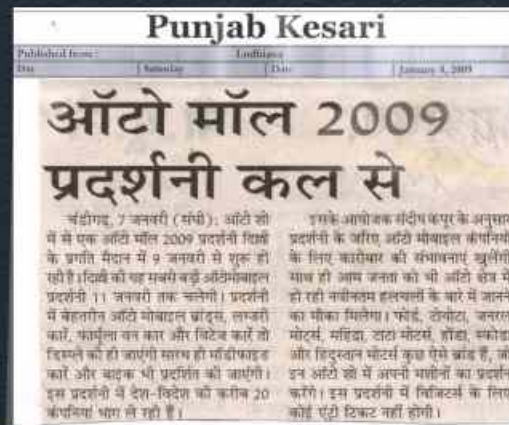 Punjab Kesari
Published from : Ludhiana
Day Saturday Date January 8, 2009
ऑटो मॉल 2009
प्रदर्शनी कल से
चंडीगढ़, 7 जनवरी (संघी): ऑटो शो
में से एक ऑटो मॉल 2009 प्रदर्शनी दिल्ली
के प्रगति मैदान में 9 जनवरी से शुरू हो
रही है। दिल्ली की यह सबसे बड़ी ऑटोमोबाइल
प्रदर्शनी 11 जनवरी तक चलेगी। प्रदर्शनी
में बेहतरीन ऑटो मोबाइल ब्रांड्स, लग्जरी
कारें, फार्मूला वन कार और विंटेज कारें तो
डिस्प्ले की ही जाएंगी साथ ही मॉडीफाइड
कारें और बाइक भी प्रदर्शित की जाएंगी।
इस प्रदर्शनी में देश-विदेश की करीब 20
कंपनियां भाग ले रही हैं।
इसके आयोजक संदीप कपूर के अनुसार
प्रदर्शनी के जरिए ऑटो मोबाइल कंपनियों
के लिए कारोबार की संभावनाएं खुलेंगी
साथ ही आम जनता को भी ऑटो क्षेत्र में
हो रही नवीनतम हलचलों के बारे में जानने
का मौका मिलेगा। फोर्ड, टोयोटा, जनरल
मोटर्स, महिंद्रा, टाटा मोटर्स, होंडा, स्कोडा
और हिंदुस्तान मोटर्स कुछ ऐसे ब्रांड हैं, जो
इन ऑटो शो में अपनी मशीनों का प्रदर्शन
करेंगे। इस प्रदर्शनी में विजिटर्स के लिए
कोई एंट्री टिकट नहीं होगी।